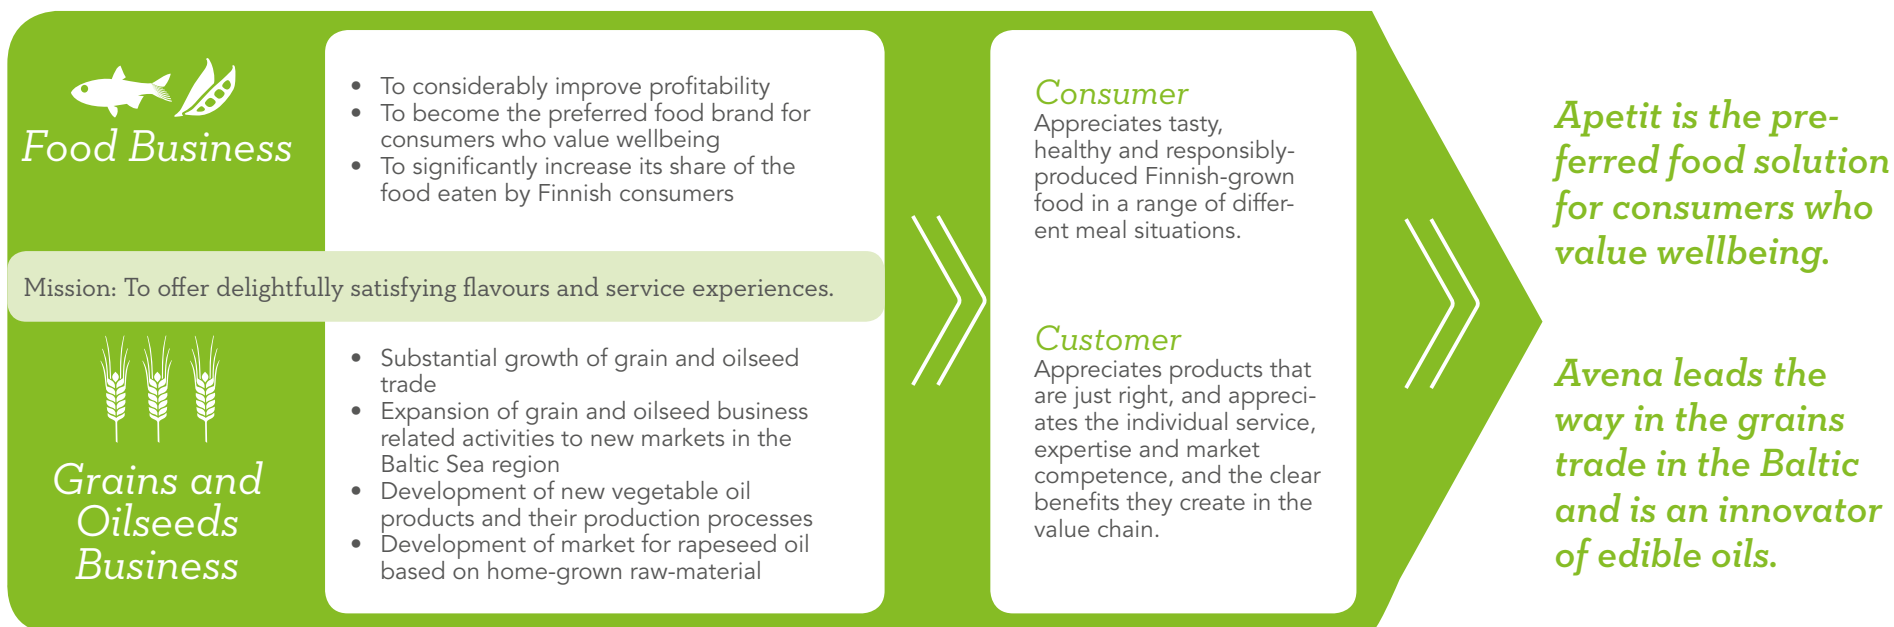 Food Business
• To considerably improve profitability
• To become the preferred food brand for
consumers who value wellbeing
• To significantly increase its share of the
food eaten by Finnish consumers
Mission: To offer delightfully satisfying flavours and service experiences.
Grains and
Oilseeds
Business
• Substantial growth of grain and oilseed
trade
• Expansion of grain and oilseed business
related activities to new markets in the
Baltic Sea region
• Development of new vegetable oil
products and their production processes
• Development of market for rapeseed oil
based on home-grown raw-material
Consumer
Appreciates tasty,
healthy and responsibly-
produced Finnish-grown
food in a range of differ-
ent meal situations.
Customer
Appreciates products that
are just right, and appreci-
ates the individual service,
expertise and market
competence, and the clear
benefits they create in the
value chain.
Apetit is the pre-
ferred food solution
for consumers who
value wellbeing.
Avena leads the
way in the grains
trade in the Baltic
and is an innovator
of edible oils.